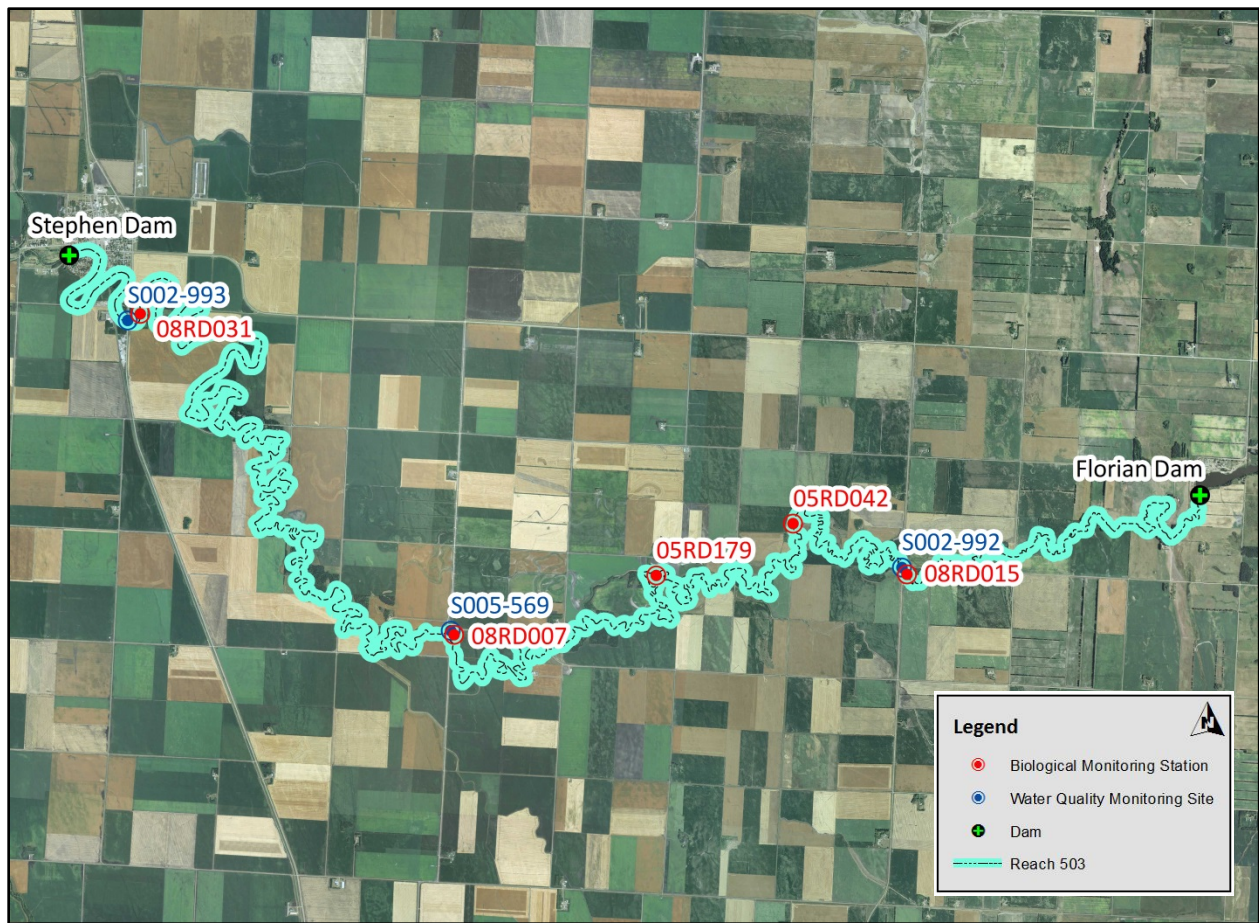 Stephen Dam
S002-993
08RD031
Florian Dam
05RD042
S002-992
05RD179
08RD015
S005-569
08RD007
Legend
N
Biological Monitoring Station
Water Quality Monitoring Site
Dam
Reach 503